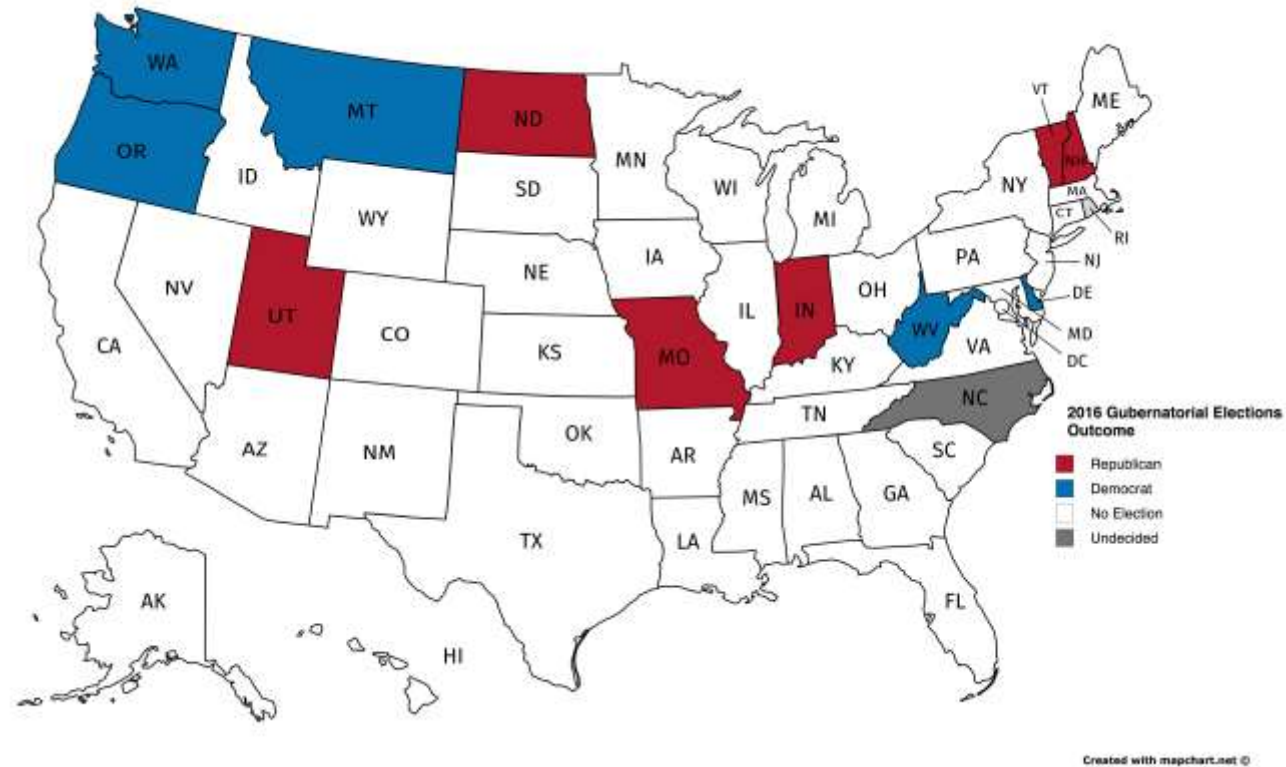 WA
MT
ND
OR
ID
MN
SD
WI
WY
MI
NY
VT
ME
NH
MA
CT
RI
NV
UT
NE
IA
PA
NJ
DE
MD
DC
CA
CO
KS
MO
IL
IN
OH
WV
VA
KY
NC
TN
AZ
NM
OK
AR
SC
MS
AL
GA
TX
LA
FL
AK
HI
2016 Gubernatorial Elections
Outcome
Republican
Democrat
No Election
Undecided
Created with mapchart.net ©